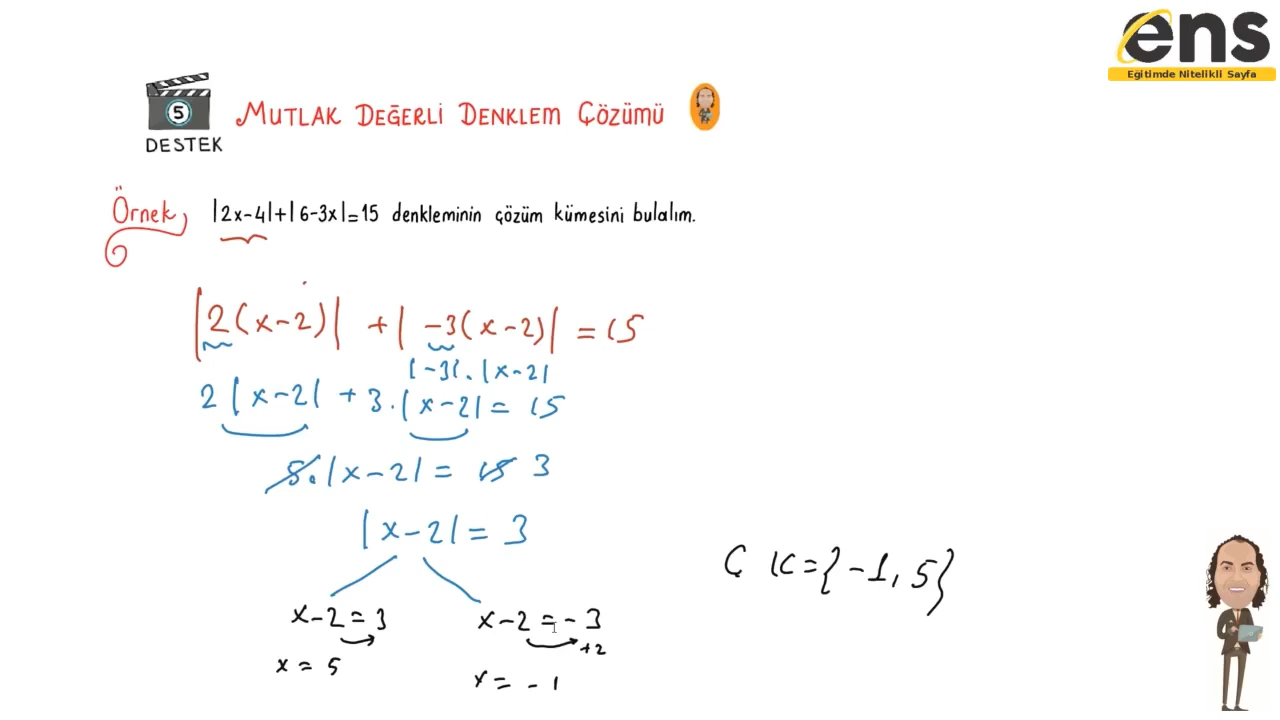 ens
Eğitimde Nitelikli Sayfa
5
DESTEK
MUTLAK DEĞERLİ DENKLEM ÇÖZÜMÜ
Örnek, |2x-4|+|6-3x|=15 denkleminin çözüm kümesini bulalım.
|2(x-2)| + |-3(x-2)| = 15
|-3|.|x-2|
2|x-2| + 3.|x-2| = 15
5.|x-2| = 15 3
|x-2| = 3
x-2=3
x-2=-3
+2
x=5
x=-1
Ç K={-1,5}